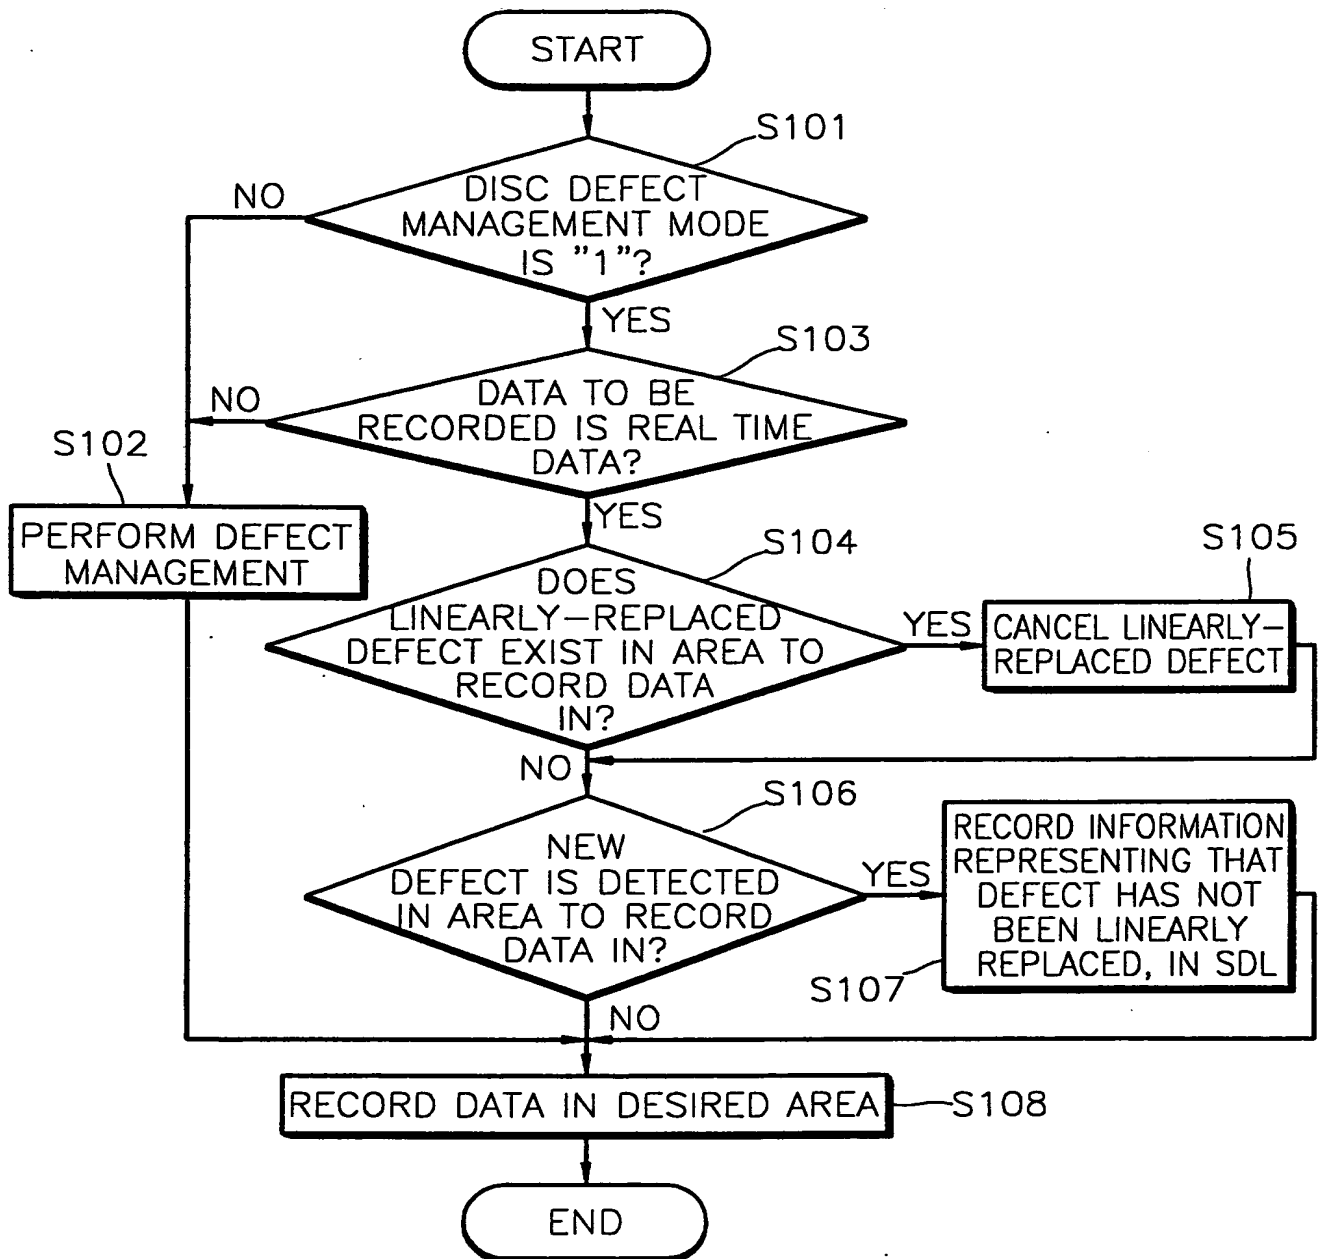 START
S101
NO
DISC DEFECT
MANAGEMENT MODE
IS "1"?
YES
S103
NO
DATA TO BE
RECORDED IS REAL TIME
DATA?
S102
YES
PERFORM DEFECT
MANAGEMENT
S104
S105
DOES
LINEARLY-REPLACED
DEFECT EXIST IN AREA TO
RECORD DATA
IN?
YES
CANCEL LINEARLY-
REPLACED DEFECT
NO
S106
NEW
DEFECT IS DETECTED
IN AREA TO RECORD
DATA IN?
YES
RECORD INFORMATION
REPRESENTING THAT
DEFECT HAS NOT
BEEN LINEARLY
REPLACED, IN SDL
S107
NO
RECORD DATA IN DESIRED AREA
S108
END